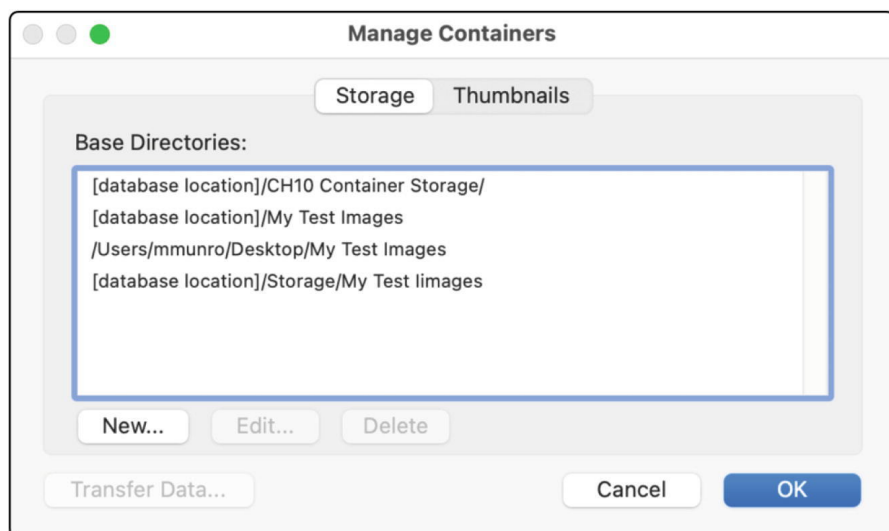 Manage Containers
Storage Thumbnails
Base Directories:
[database location]/CH10 Container Storage/
[database location]/My Test Images
/Users/mmunro/Desktop/My Test Images
[database location]/Storage/My Test Iimages
New... Edit... Delete
Transfer Data... Cancel OK